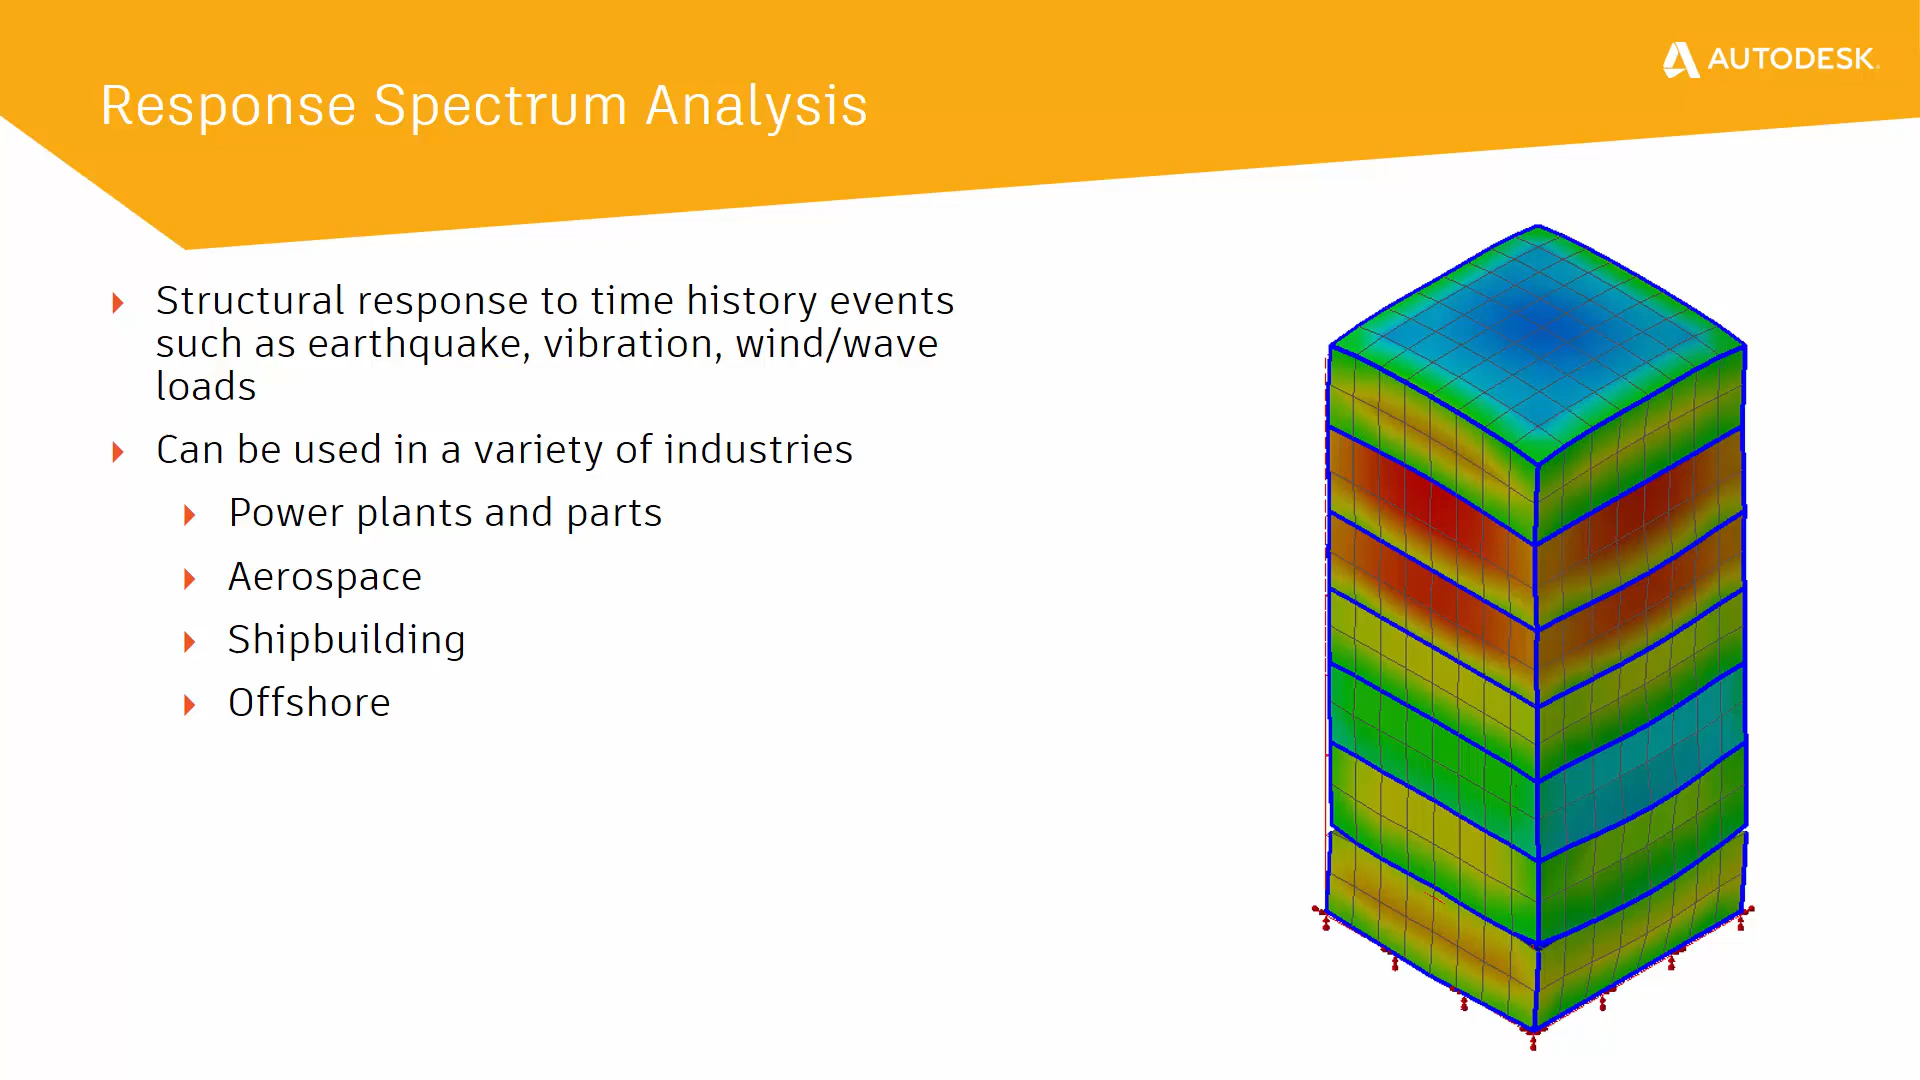 AUTODESK.
Response Spectrum Analysis
Structural response to time history events
such as earthquake, vibration, wind/wave
loads
Can be used in a variety of industries
Power plants and parts
Aerospace
Shipbuilding
Offshore